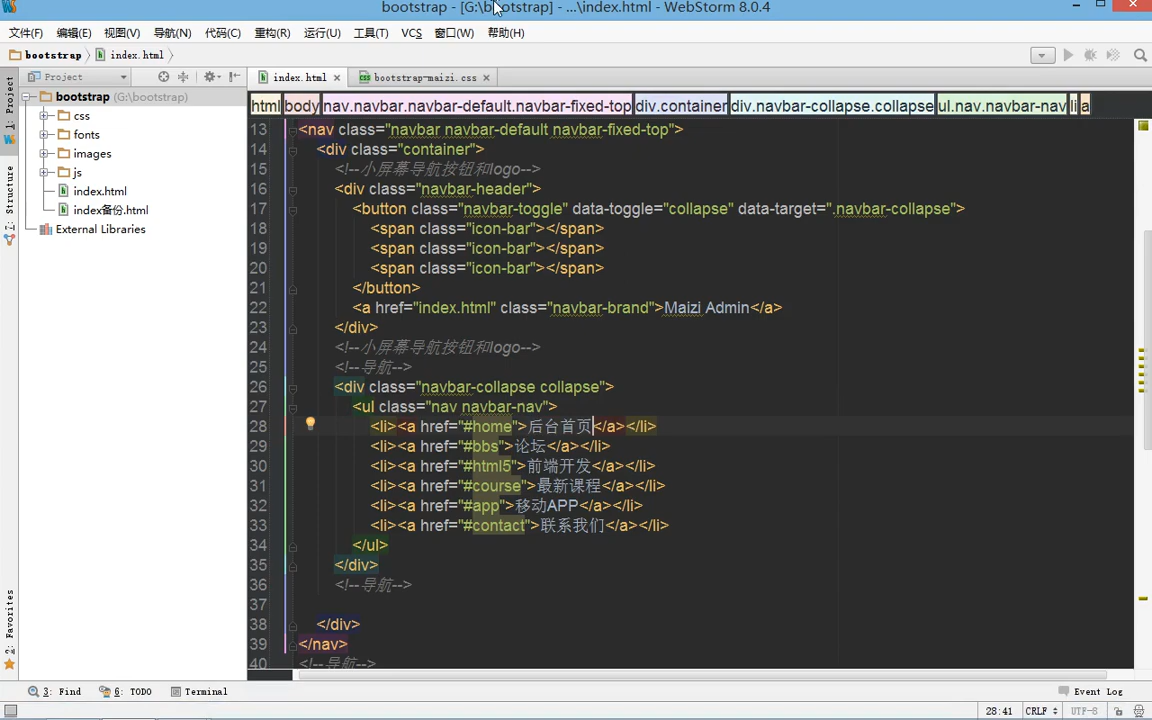 bootstrap - [G:\bootstrap] - ...\index.html - WebStorm 8.0.4
文件(F) 编辑(E) 视图(V) 导航(N) 代码(C) 重构(R) 运行(U) 工具(T) VCS 窗口(W) 帮助(H)
bootstrap index.html
Project index.html bootstrap-maizi.css
1: Project
7: Structure
2: Favorites
bootstrap (G:\bootstrap)
css
fonts
images
js
index.html
index备份.html
External Libraries
html body nav.navbar.navbar-default.navbar-fixed-top div.container div.navbar-collapse.collapse ul.nav.navbar-nav li a
13 <nav class="navbar navbar-default navbar-fixed-top">
14 <div class="container">
15 <!--小屏幕导航按钮和logo-->
16 <div class="navbar-header">
17 <button class="navbar-toggle" data-toggle="collapse" data-target=".navbar-collapse">
18 <span class="icon-bar"></span>
19 <span class="icon-bar"></span>
20 <span class="icon-bar"></span>
21 </button>
22 <a href="index.html" class="navbar-brand">Maizi Admin</a>
23 </div>
24 <!--小屏幕导航按钮和logo-->
25 <!--导航-->
26 <div class="navbar-collapse collapse">
27 <ul class="nav navbar-nav">
28 <li><a href="#home">后台首页</a></li>
29 <li><a href="#bbs">论坛</a></li>
30 <li><a href="#html5">前端开发</a></li>
31 <li><a href="#course">最新课程</a></li>
32 <li><a href="#app">移动APP</a></li>
33 <li><a href="#contact">联系我们</a></li>
34 </ul>
35 </div>
36 <!--导航-->
37
38 </div>
39 </nav>
40 <!--导航-->
3: Find 6: TODO Terminal Event Log
28:41 CRLF UTF-8